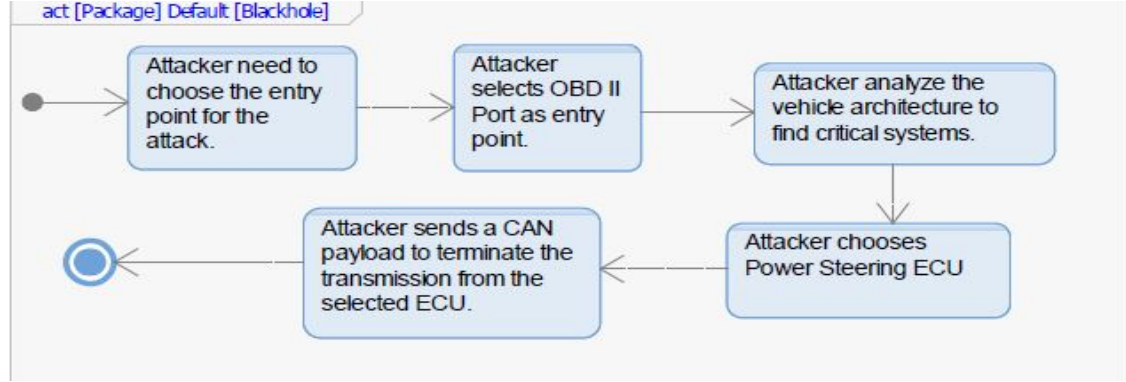 act [Package] Default [Blackhole]
Attacker need to
choose the entry
point for the
attack.
Attacker
selects OBD II
Port as entry
point.
Attacker analyze the
vehicle architecture to
find critical systems.
Attacker chooses
Power Steering ECU
Attacker sends a CAN
payload to terminate the
transmission from the
selected ECU.